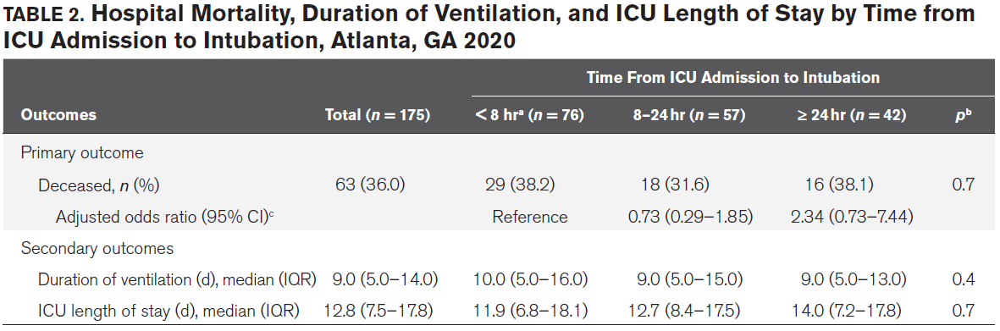 TABLE 2. Hospital Mortality, Duration of Ventilation, and ICU Length of Stay by Time from
ICU Admission to Intubation, Atlanta, GA 2020
Time From ICU Admission to Intubation
Outcomes Total (n = 175) < 8 hrᵃ (n = 76) 8–24 hr (n = 57) ≥ 24 hr (n = 42) pᵇ
Primary outcome
Deceased, n (%) 63 (36.0) 29 (38.2) 18 (31.6) 16 (38.1) 0.7
Adjusted odds ratio (95% CI)ᶜ Reference 0.73 (0.29–1.85) 2.34 (0.73–7.44)
Secondary outcomes
Duration of ventilation (d), median (IQR) 9.0 (5.0–14.0) 10.0 (5.0–16.0) 9.0 (5.0–15.0) 9.0 (5.0–13.0) 0.4
ICU length of stay (d), median (IQR) 12.8 (7.5–17.8) 11.9 (6.8–18.1) 12.7 (8.4–17.5) 14.0 (7.2–17.8) 0.7